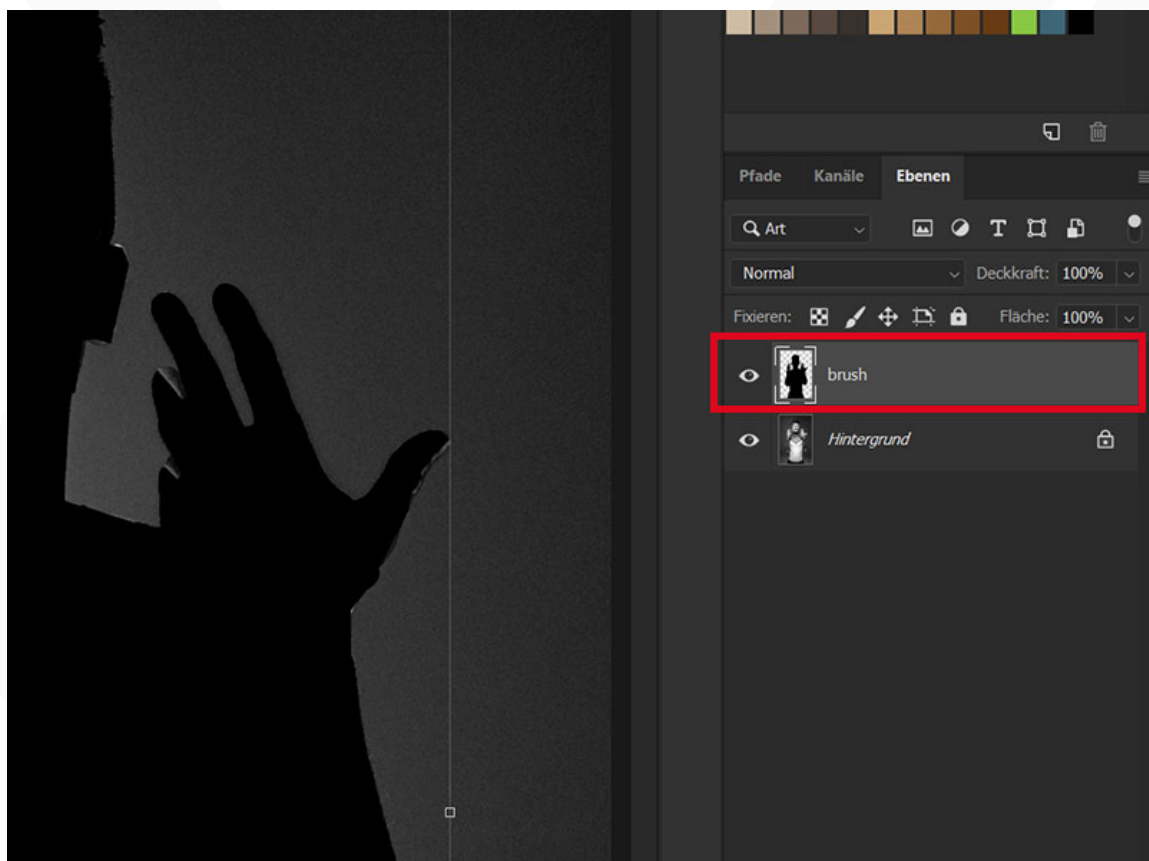 Pfade Kanäle Ebenen
Art
Normal Deckkraft: 100%
Fixieren: Fläche: 100%
brush
Hintergrund